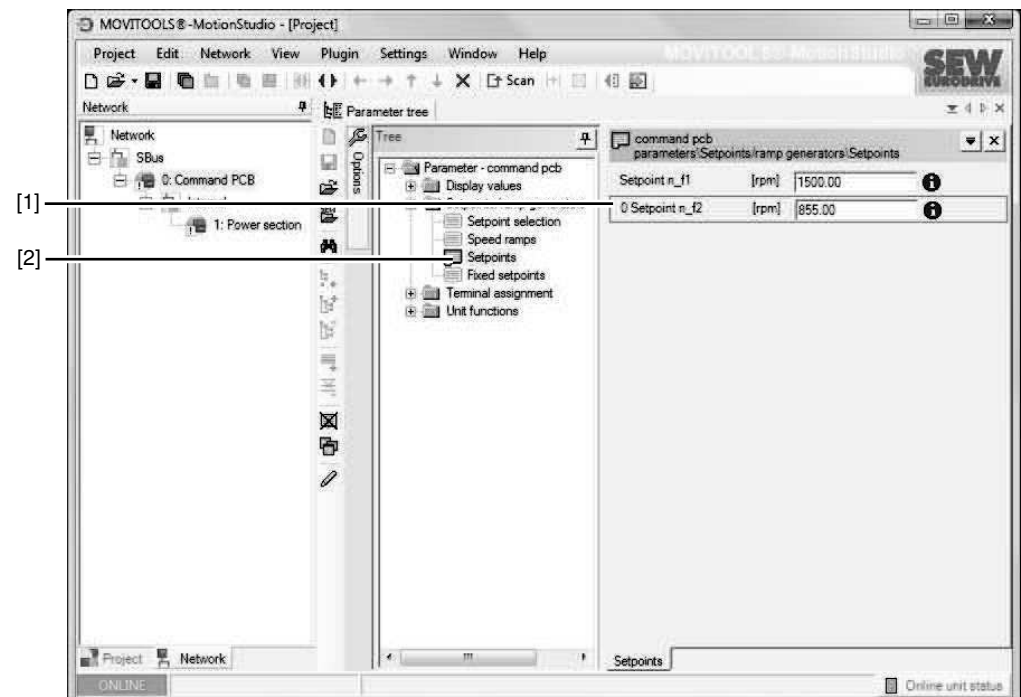 MOVITOOLS®-MotionStudio - [Project]
Project Edit Network View Plugin Settings Window Help
MOVITOOLS® MotionStudio
SEW
EURODRIVE
Scan
Network
Parameter tree
Network
SBus
0: Command PCB
1: Power section
Options
Tree
Parameter - command pcb
Display values
Setpoint selection
Speed ramps
Setpoints
Fixed setpoints
Terminal assignment
Unit functions
command pcb
parameters\Setpoints/ramp generators\Setpoints
Setpoint n_f1 [rpm] 1500.00
0 Setpoint n_f2 [rpm] 855.00
[1]
[2]
Project Network
Setpoints
ONLINE
Online unit status